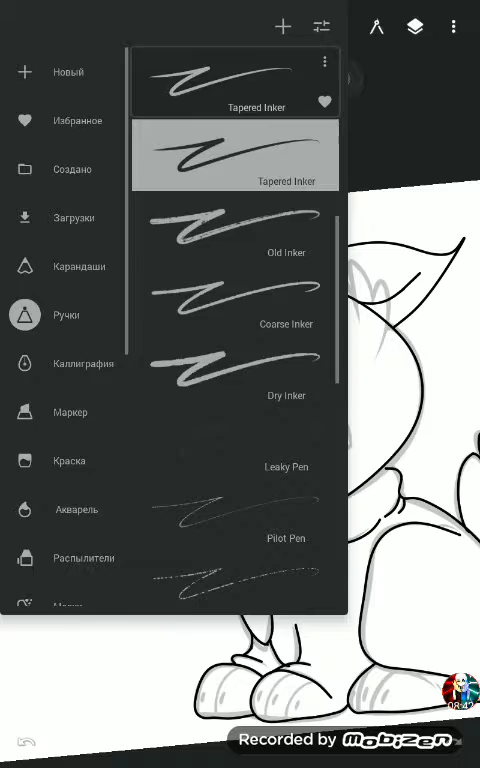 Новый
Избранное
Создано
Загрузки
Карандаши
Ручки
Каллиграфия
Маркер
Краска
Акварель
Распылители
Tapered Inker
Tapered Inker
Old Inker
Coarse Inker
Dry Inker
Leaky Pen
Pilot Pen
08:42
Recorded by mobizen